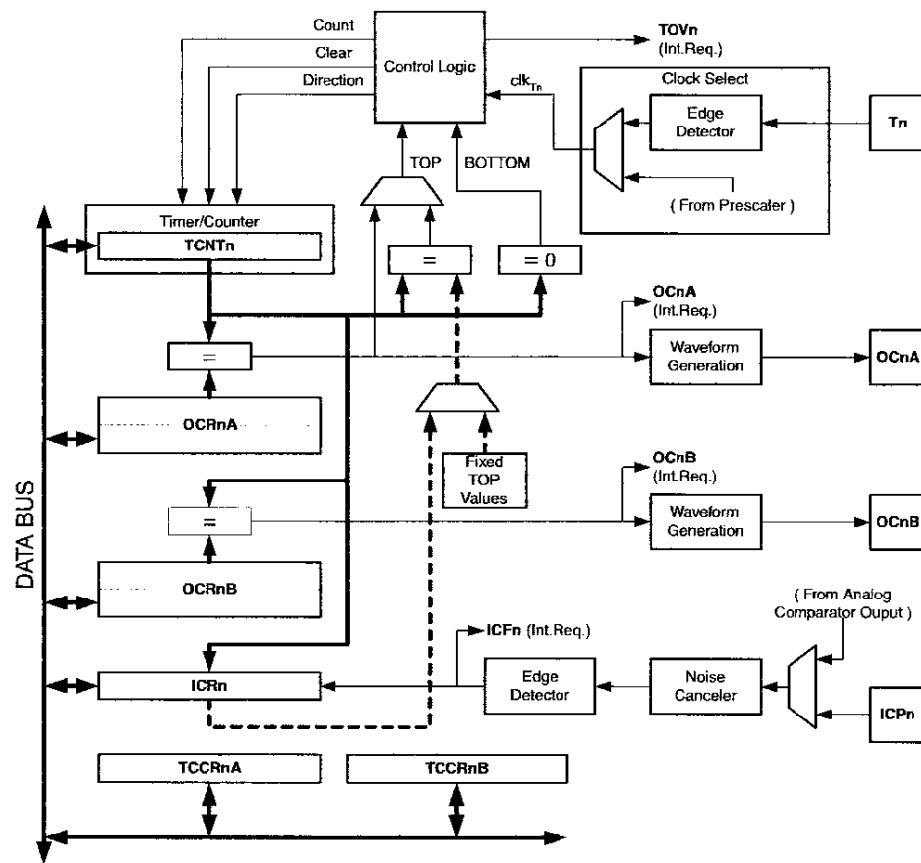 Count
TOVn
(Int.Req.)
Clear
Control Logic
Direction
clkTn
Clock Select
Edge
Detector
Tn
TOP
BOTTOM
( From Prescaler )
Timer/Counter
TCNTn
=
= 0
OCnA
(Int.Req.)
=
Waveform
Generation
OCnA
OCRnA
Fixed
TOP
Values
OCnB
(Int.Req.)
=
Waveform
Generation
OCnB
DATA BUS
OCRnB
( From Analog
Comparator Ouput )
ICFn (Int.Req.)
ICRn
Edge
Detector
Noise
Canceler
ICPn
TCCRnA
TCCRnB